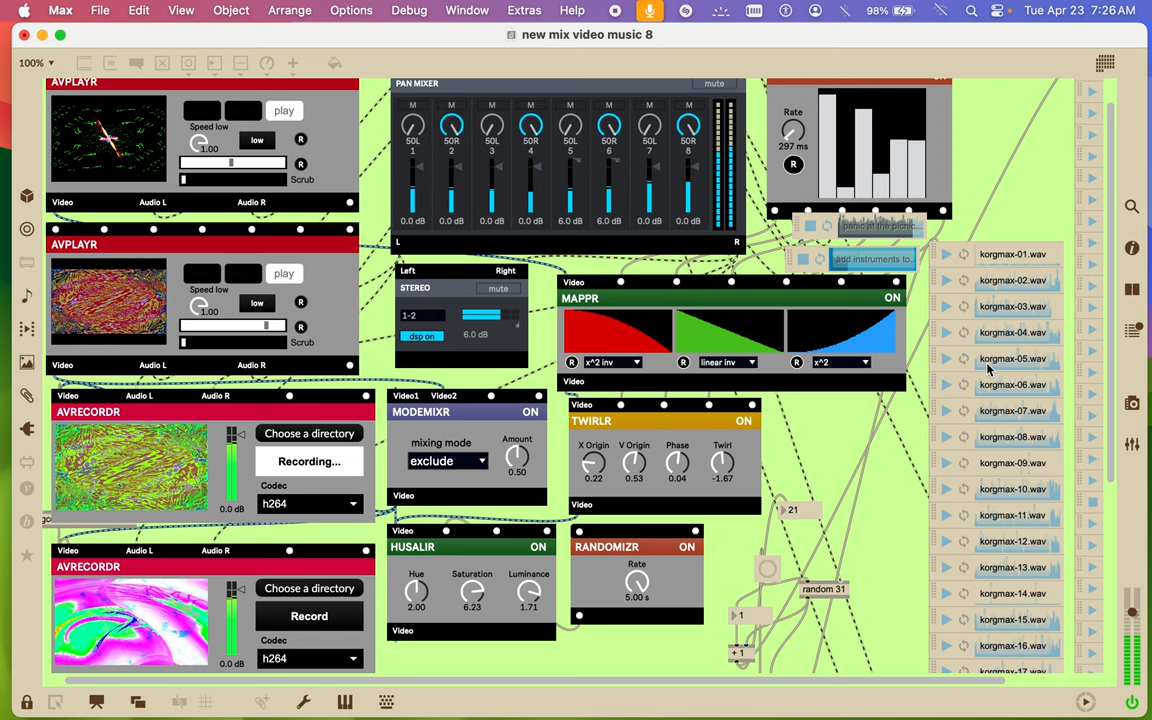 Max File Edit View Object Arrange Options Debug Window Extras Help 98% Tue Apr 23 7:26 AM
new mix video music 8
100%
AVPLAYR
play
Speed low
1.00
low
R
R
Scrub
Video Audio L Audio R
AVPLAYR
play
Speed low
1.00
low
R
R
Scrub
Video Audio L Audio R
Video Audio L Audio R
AVRECORDR
Choose a directory
Recording...
Codec
h264
0.0 dB
Video Audio L Audio R
AVRECORDR
Choose a directory
Record
Codec
h264
0.0 dB
PAN MIXER mute
M M M M M M M M
50L 50R 50L 50R 50L 50R 50L 50R
1 2 3 4 5 6 7 8
0.0 dB 0.0 dB 0.0 dB 0.0 dB 6.0 dB 6.0 dB 0.0 dB 0.0 dB
L R
Left Right
STEREO mute
1-2
dsp on 6.0 dB
Video
MAPPR ON
R x^2 inv R linear inv R x^2
Video
Video1 Video2
MODEMIXR ON
mixing mode Amount
exclude
0.50
Video
Video
TWIRLR ON
X Origin V Origin Phase Twirl
0.22 0.53 0.04 -1.67
Video
HUSALIR ON
Hue Saturation Luminance
2.00 6.23 1.71
Video
RANDOMIZR ON
Rate
5.00 s
Rate
297 ms
R
panic at the picnic...
add instruments to...
21
random 31
1
+ 1
korgmax-01.wav
korgmax-02.wav
korgmax-03.wav
korgmax-04.wav
korgmax-05.wav
korgmax-06.wav
korgmax-07.wav
korgmax-08.wav
korgmax-09.wav
korgmax-10.wav
korgmax-11.wav
korgmax-12.wav
korgmax-13.wav
korgmax-14.wav
korgmax-15.wav
korgmax-16.wav
korgmax-17.wav